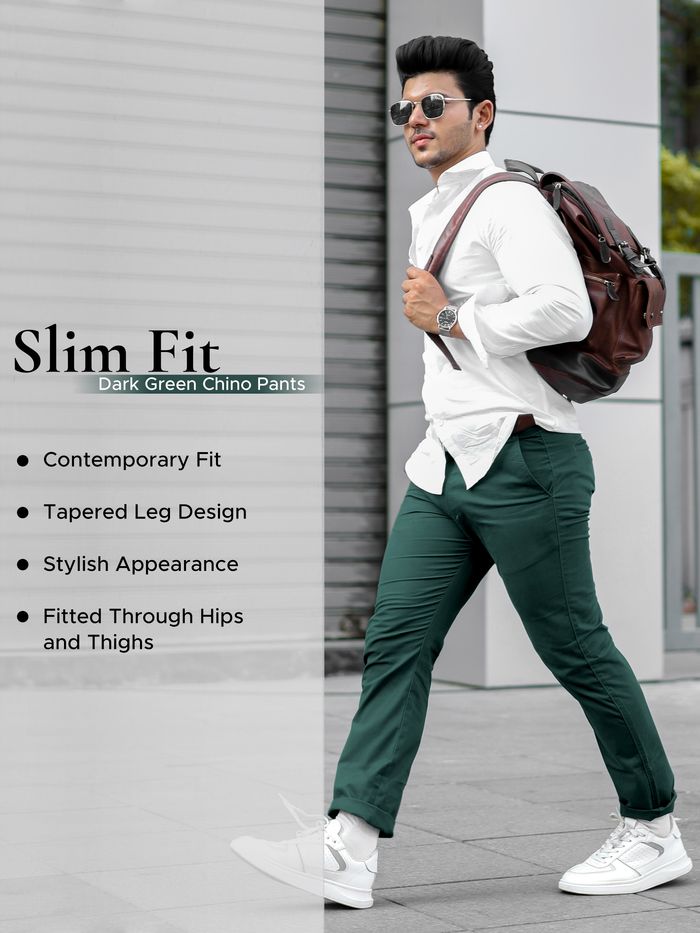 Slim Fit
Dark Green Chino Pants
Contemporary Fit
Tapered Leg Design
Stylish Appearance
Fitted Through Hips
and Thighs